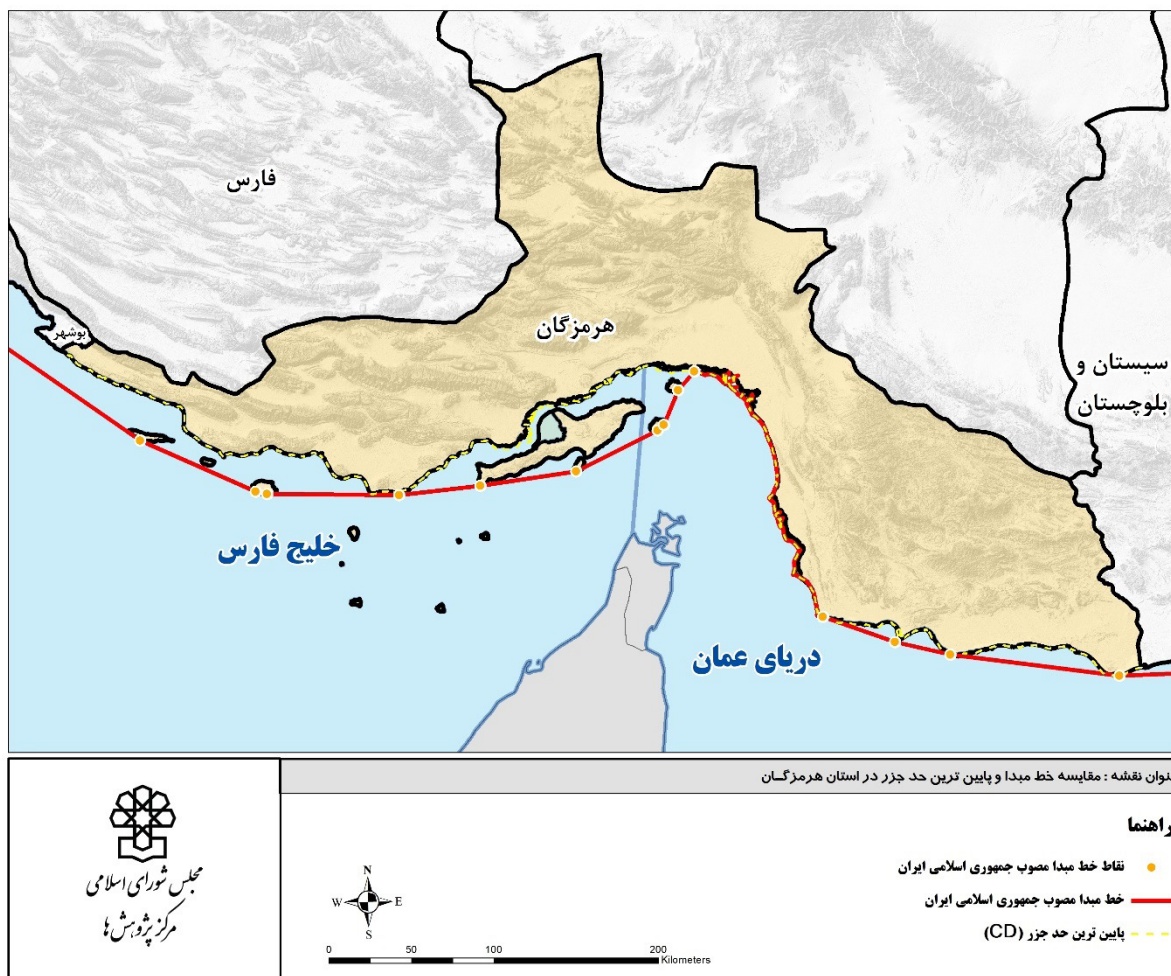 فارس
بوشهر
هرمزگان
سیستان و
بلوچستان
خلیج فارس
دریای عمان
نوان نقشه : مقایسه خط مبدا و پایین ترین حد جزر در استان هرمزگان
راهنما
نقاط خط مبدا مصوب جمهوری اسلامی ایران
خط مبدا مصوب جمهوری اسلامی ایران
پایین ترین حد جزر (CD)
مجلس شورای اسلامی
مرکز پژوهش ها
N
W E
S
0 50 100 200
Kilometers